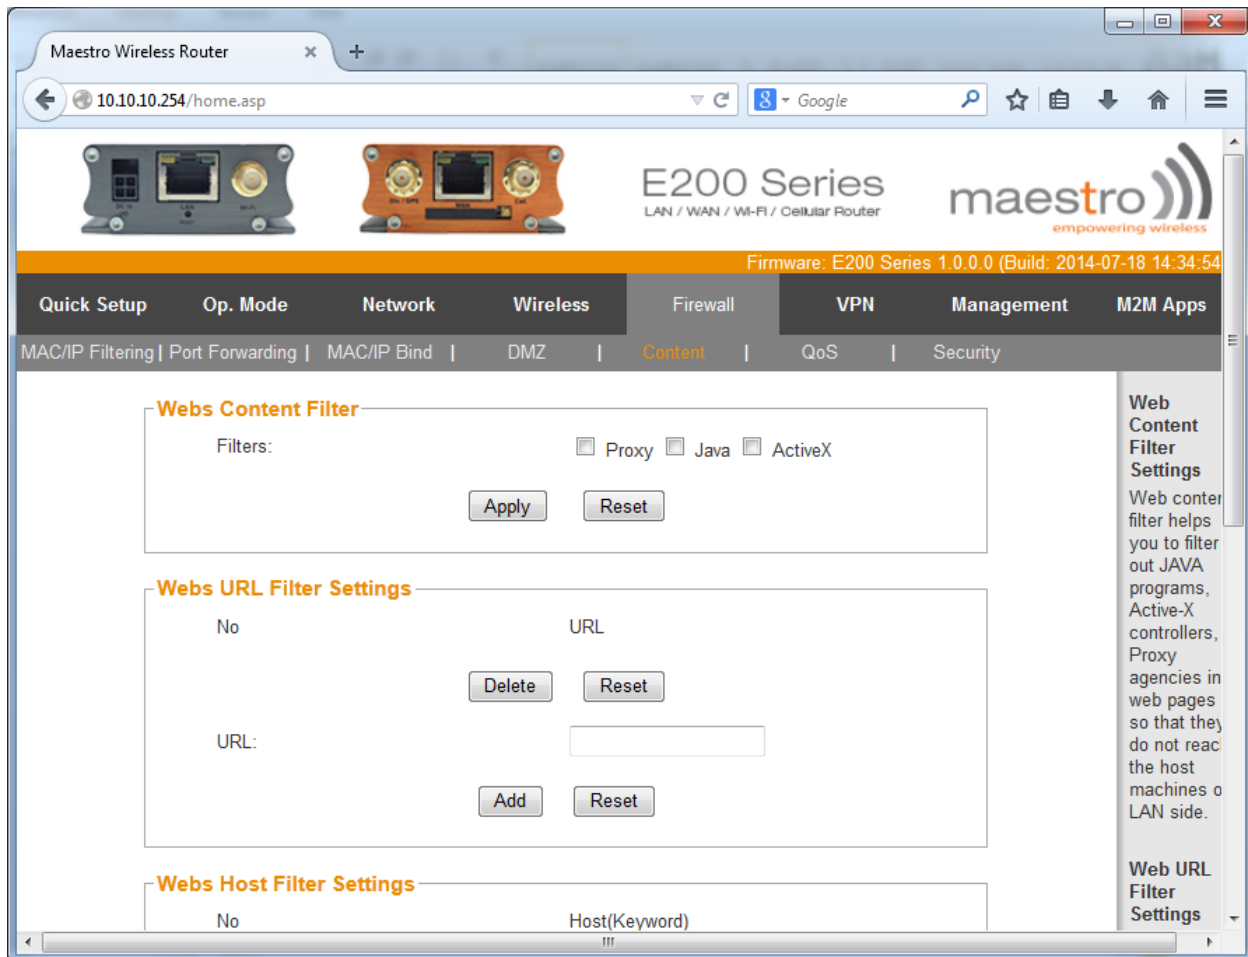 Maestro Wireless Router
10.10.10.254/home.asp
Google
E200 Series
LAN / WAN / Wi-Fi / Cellular Router
maestro
empowering wireless
Firmware: E200 Series 1.0.0.0 (Build: 2014-07-18 14:34:54
Quick Setup Op. Mode Network Wireless Firewall VPN Management M2M Apps
MAC/IP Filtering | Port Forwarding | MAC/IP Bind | DMZ | Content | QoS | Security
Webs Content Filter
Filters: Proxy Java ActiveX
Apply Reset
Webs URL Filter Settings
No URL
Delete Reset
URL:
Add Reset
Webs Host Filter Settings
No Host(Keyword)
Web
Content
Filter
Settings
Web conter
filter helps
you to filter
out JAVA
programs,
Active-X
controllers,
Proxy
agencies in
web pages
so that they
do not reac
the host
machines o
LAN side.
Web URL
Filter
Settings